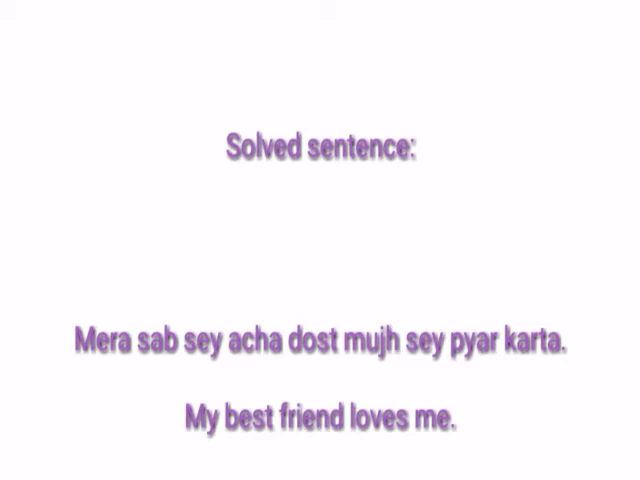 Solved sentence:
Mera sab sey acha dost mujh sey pyar karta.
My best friend loves me.